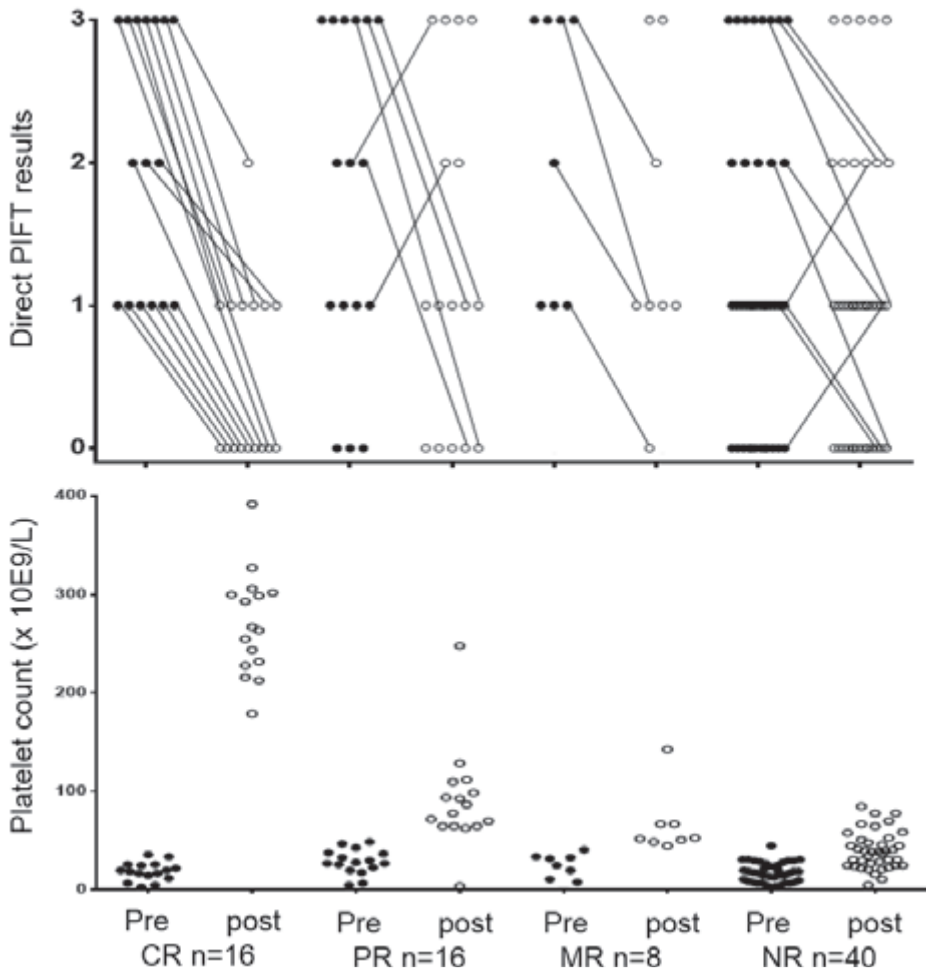 Direct PIFT results
3
2
1
0
Platelet count (x 10E9/L)
400
300
200
100
0
Pre post Pre post Pre post Pre post
CR n=16 PR n=16 MR n=8 NR n=40